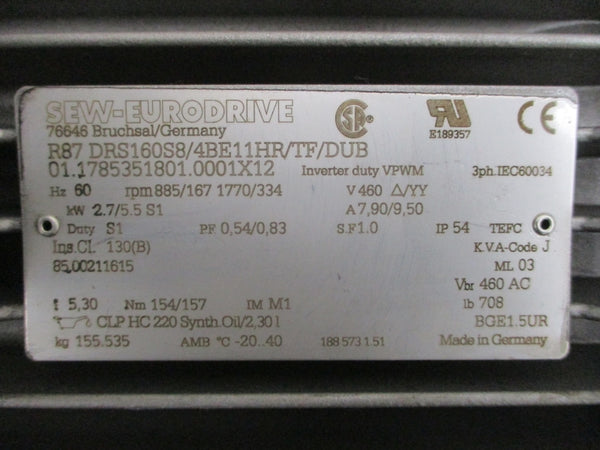 SEW-EURODRIVE
76646 Bruchsal/Germany
E189357
R87 DRS160S8/4BE11HR/TF/DUB
01.1785351801.0001X12 Inverter duty VPWM 3ph.IEC60034
Hz 60 rpm 885/167 1770/334 V 460 △/YY
kW 2.7/5.5 S1 A 7,90/9,50
Duty S1 PF 0,54/0,83 S.F 1.0 IP 54 TEFC
Ins.Cl. 130(B) K.V.A-Code J
85.00211615 ML 03
Vbr 460 AC
i 5,30 Nm 154/157 IM M1 lb 708
CLP HC 220 Synth.Oil/2,30 l BGE1.5UR
kg 155.535 AMB °C -20..40 188 573 1 51 Made in Germany